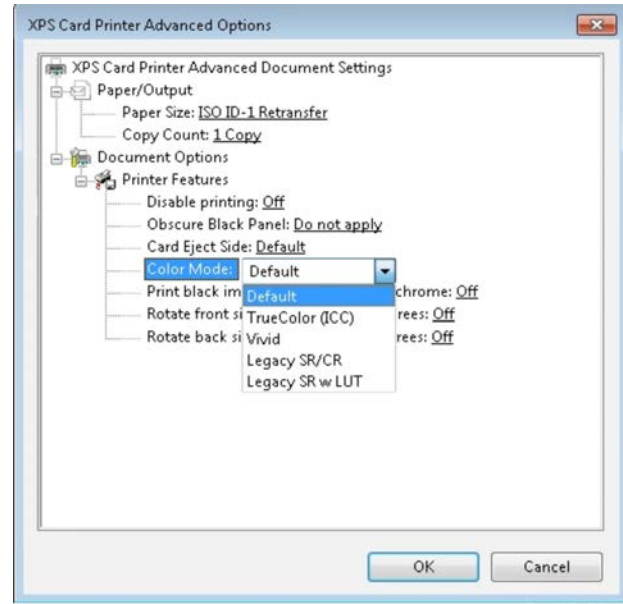 XPS Card Printer Advanced Options
XPS Card Printer Advanced Document Settings
Paper/Output
Paper Size: ISO ID-1 Retransfer
Copy Count: 1 Copy
Document Options
Printer Features
Disable printing: Off
Obscure Black Panel: Do not apply
Card Eject Side: Default
Color Mode: Default
Print black im Default chrome: Off
Rotate front si TrueColor (ICC) rees: Off
Rotate back si Vivid rees: Off
Legacy SR/CR
Legacy SR w LUT
OK Cancel